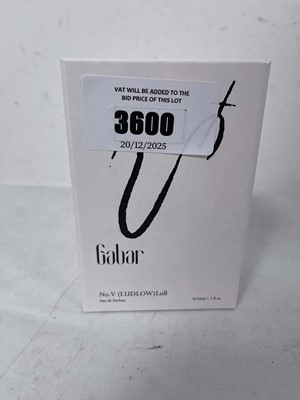 VAT WILL BE ADDED TO THE
BID PRICE OF THIS LOT
3600
20/12/2025
Gabar
No.V (LUDLOW)Lull
Eau de Parfum